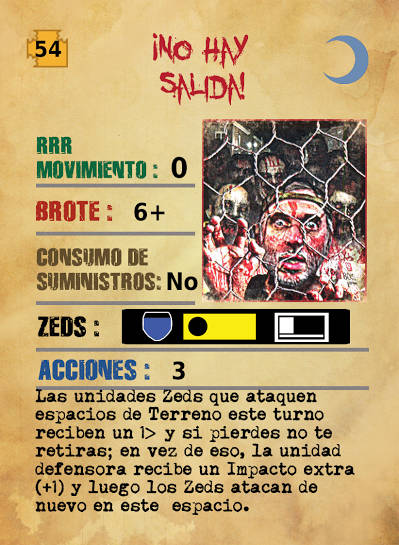 54
¡NO HAY
SALIDA!
RRR
MOVIMIENTO : 0
BROTE : 6+
CONSUMO DE
SUMINISTROS: No
ZEDS :
ACCIONES : 3
Las unidades Zeds que ataquen
espacios de Terreno este turno
reciben un 1> y si pierdes no te
retiras; en vez de eso, la unidad
defensora recibe un Impacto extra
(+1) y luego los Zeds atacan de
nuevo en este espacio.